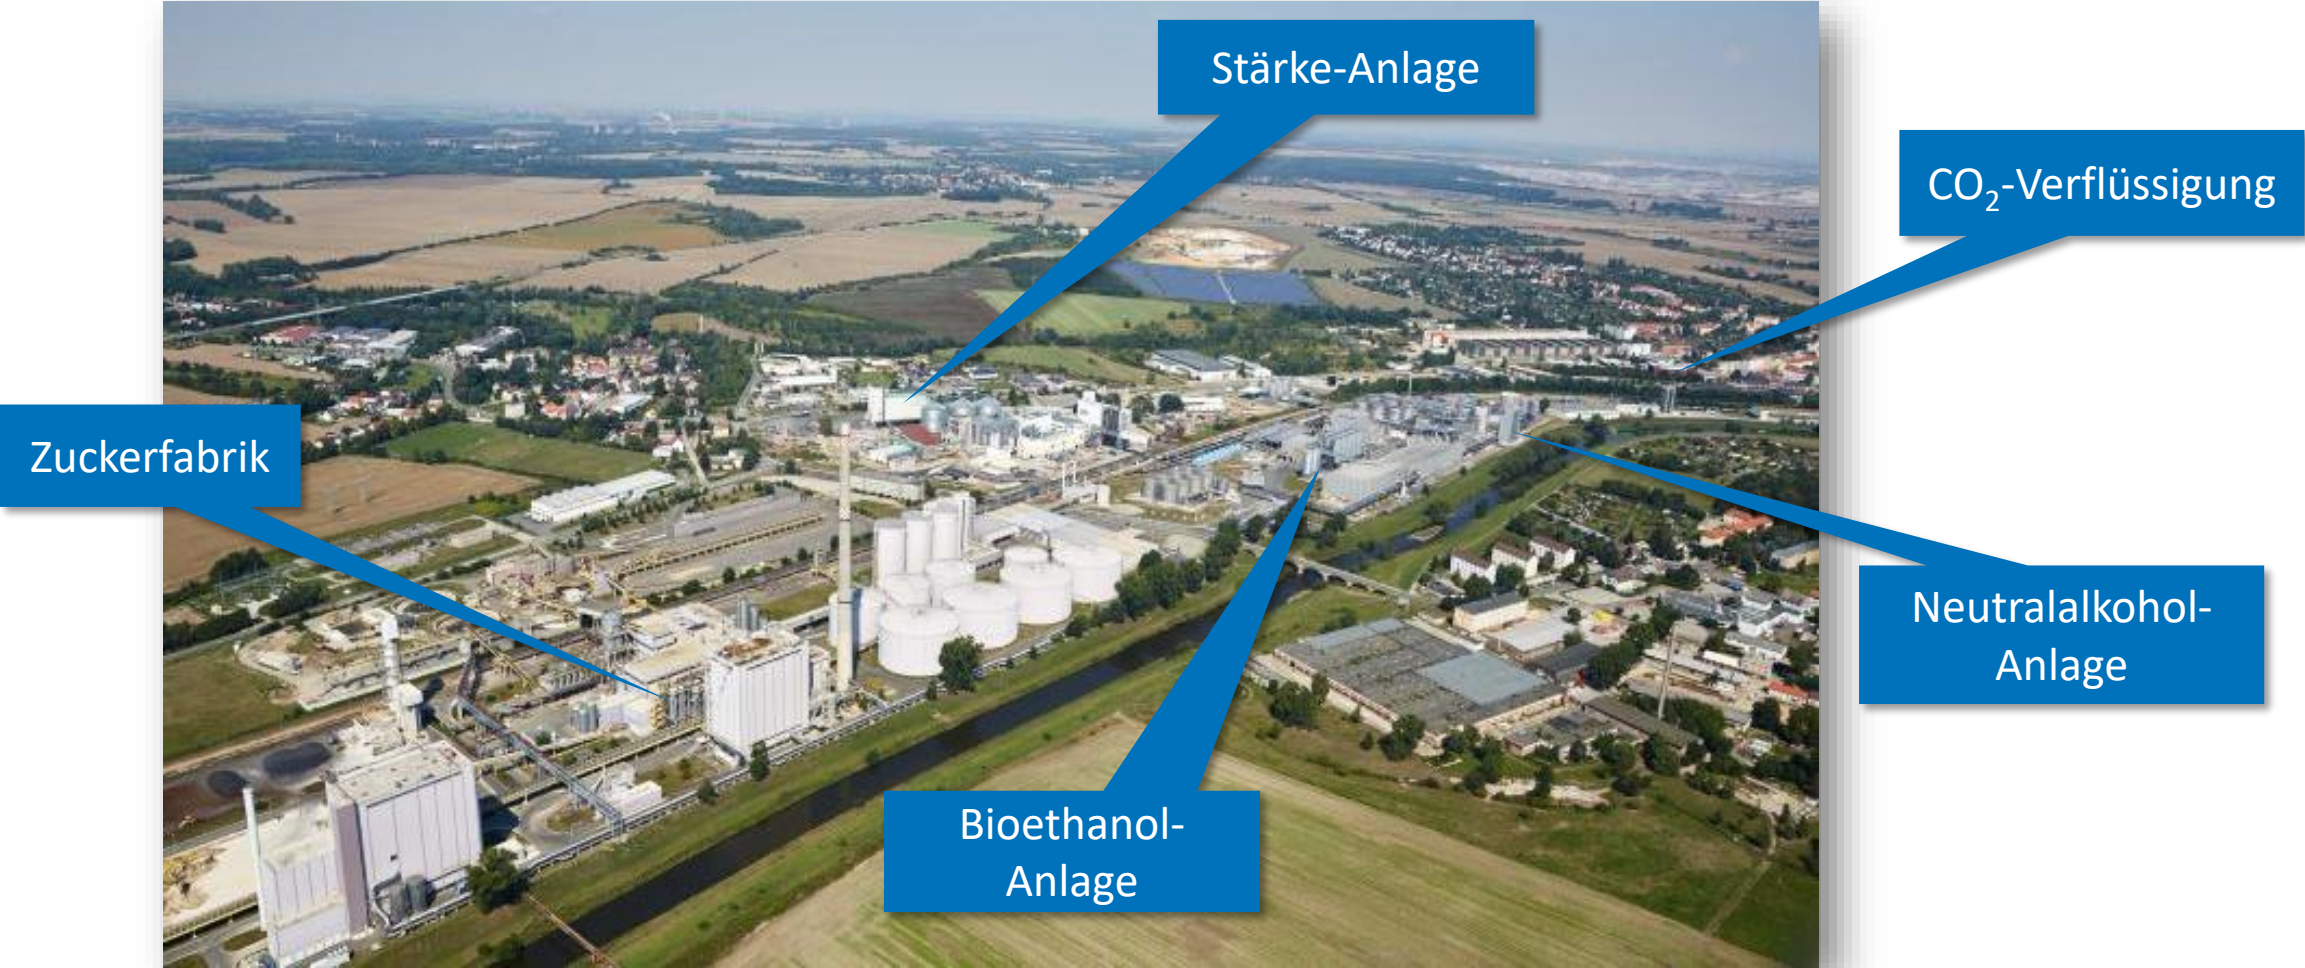 Stärke-Anlage
CO₂-Verflüssigung
Zuckerfabrik
Neutralalkohol-
Anlage
Bioethanol-
Anlage